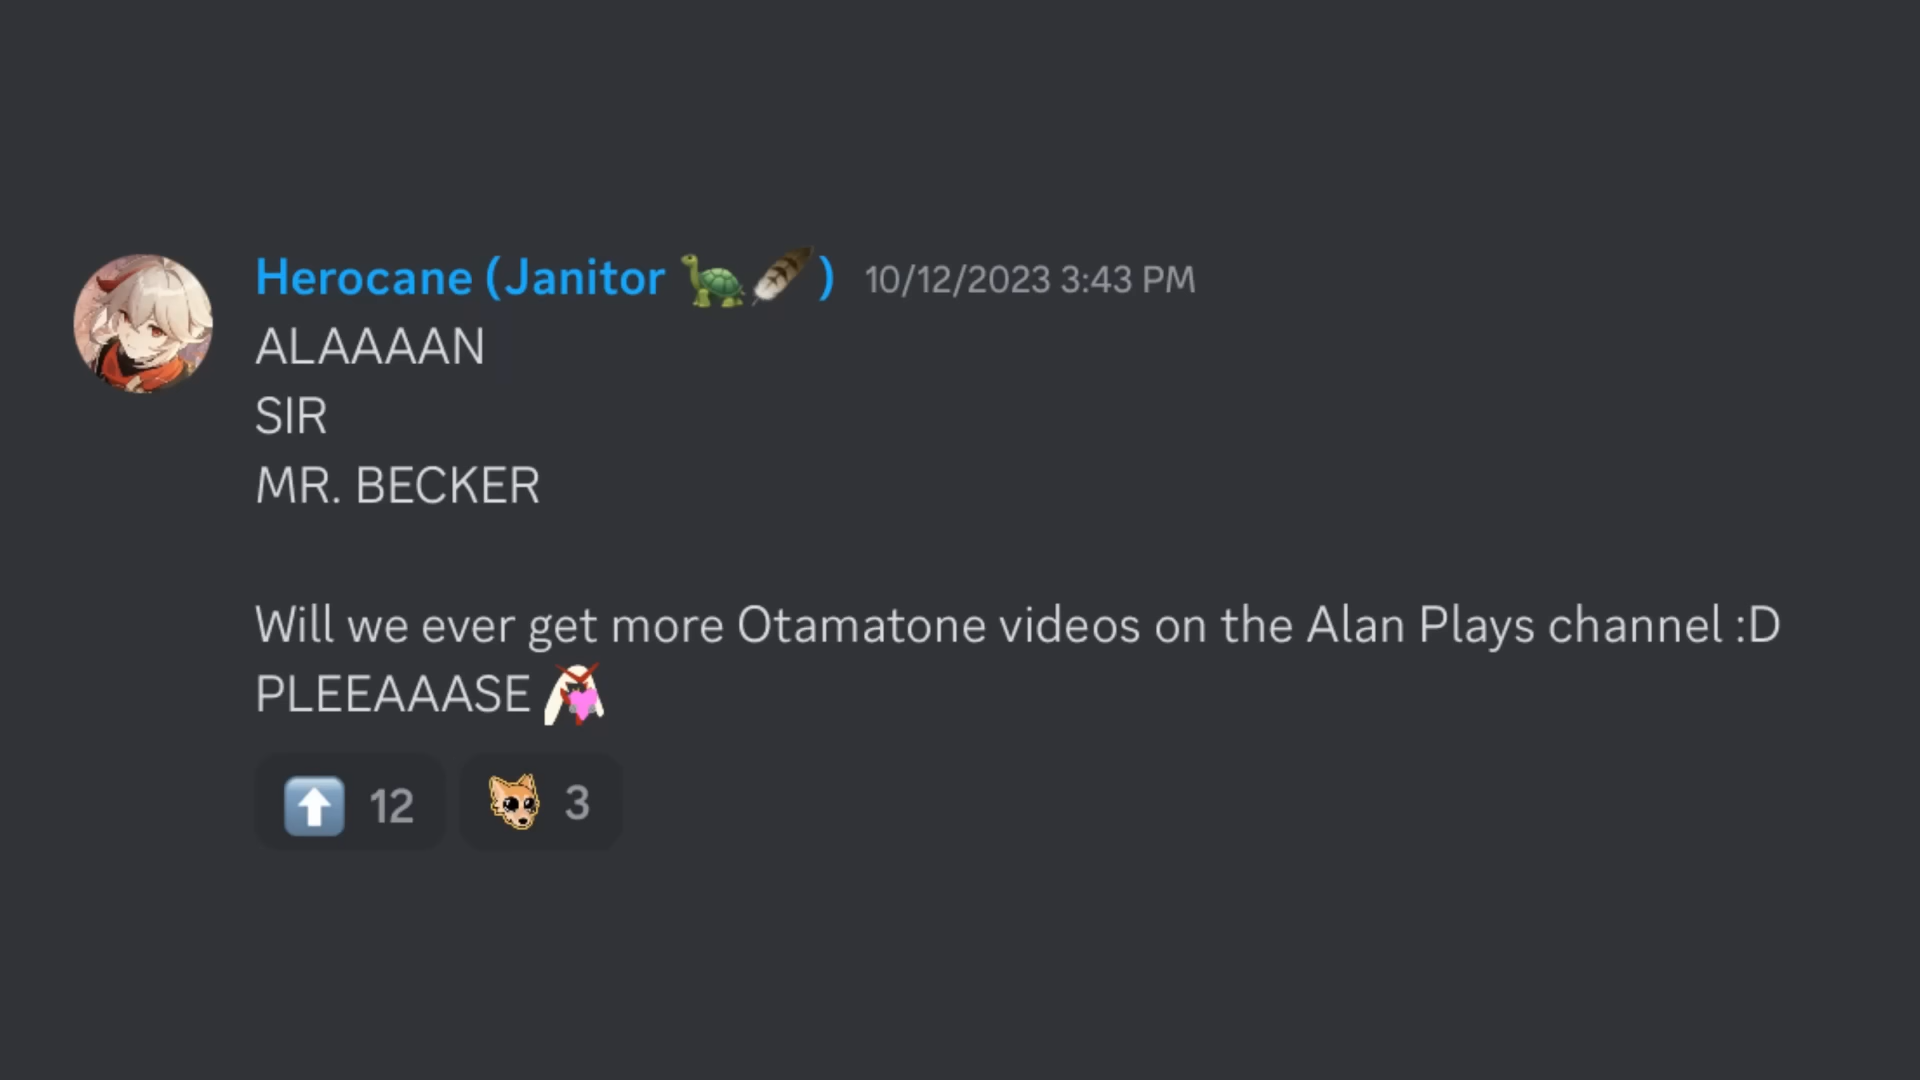 Herocane (Janitor 🐢🪶) 10/12/2023 3:43 PM
ALAAAAN
SIR
MR. BECKER
Will we ever get more Otamatone videos on the Alan Plays channel :D
PLEEAAASE
12 3